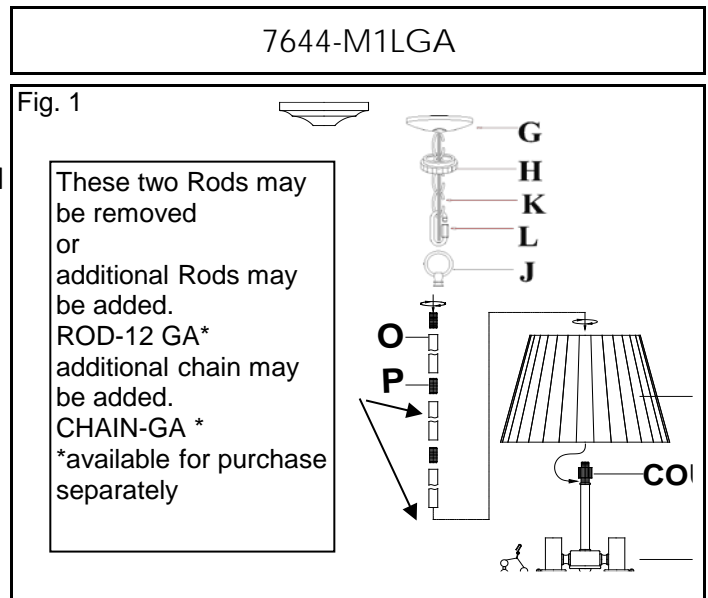 7644-M1LGA
Fig. 1
These two Rods may
be removed
or
additional Rods may
be added.
ROD-12 GA*
additional chain may
be added.
CHAIN-GA *
*available for purchase
separately
G
H
K
L
J
O
P